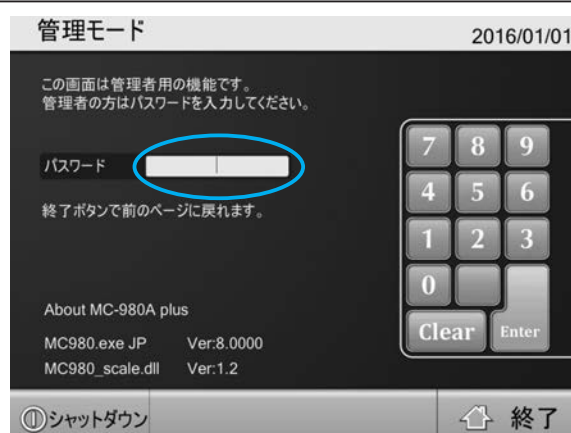 管理モード 2016/01/01
この画面は管理者用の機能です。
管理者の方はパスワードを入力してください。
パスワード
終了ボタンで前のページに戻れます。
7 8 9
4 5 6
1 2 3
0
Clear Enter
About MC-980A plus
MC980.exe JP Ver:8.0000
MC980_scale.dll Ver:1.2
シャットダウン 終了